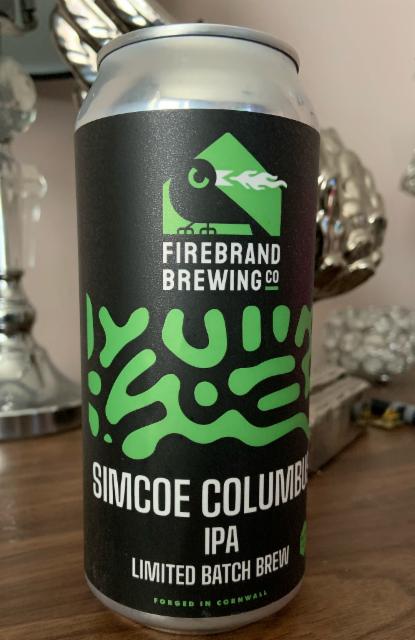 FIREBRAND
BREWING CO
SIMCOE COLUMBU
IPA
LIMITED BATCH BREW
FORGED IN CORNWALL